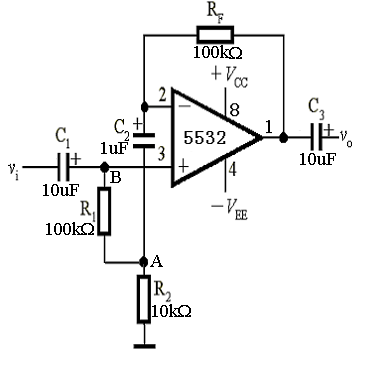 R_F
100kΩ
+V_CC
2
−
8
C_3
C_2 +
5532
1
+
v_o
1uF
3
C_1
+
+
4
10uF
v_i
B
10uF
−V_EE
R_1
100kΩ
A
R_2
10kΩ